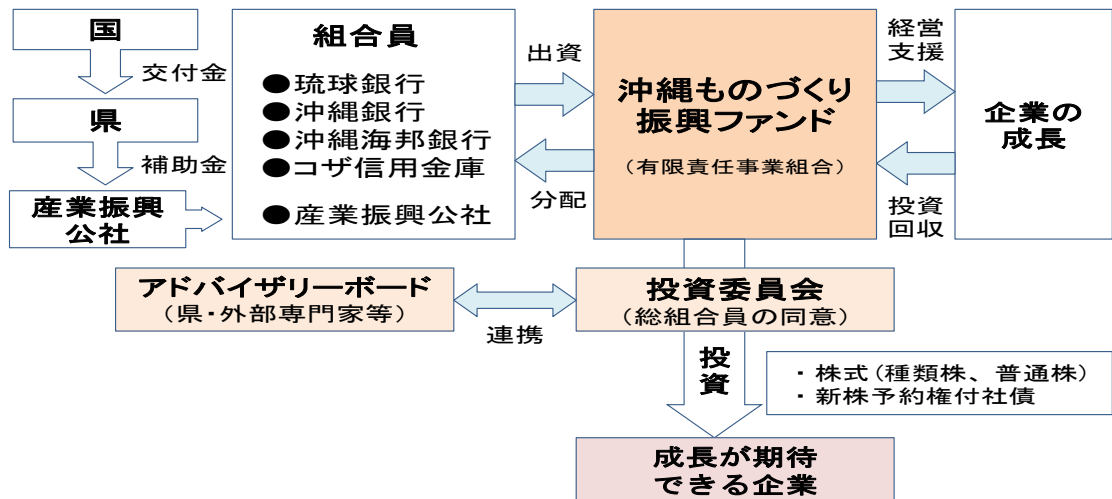 国
交付金
県
補助金
産業振興
公社
組合員
●琉球銀行
●沖縄銀行
●沖縄海邦銀行
●コザ信用金庫
●産業振興公社
出資
分配
沖縄ものづくり
振興ファンド
(有限責任事業組合)
経営
支援
投資
回収
企業の
成長
アドバイザリーボード
(県・外部専門家等)
連携
投資委員会
(総組合員の同意)
投資
・株式(種類株、普通株)
・新株予約権付社債
成長が期待
できる企業